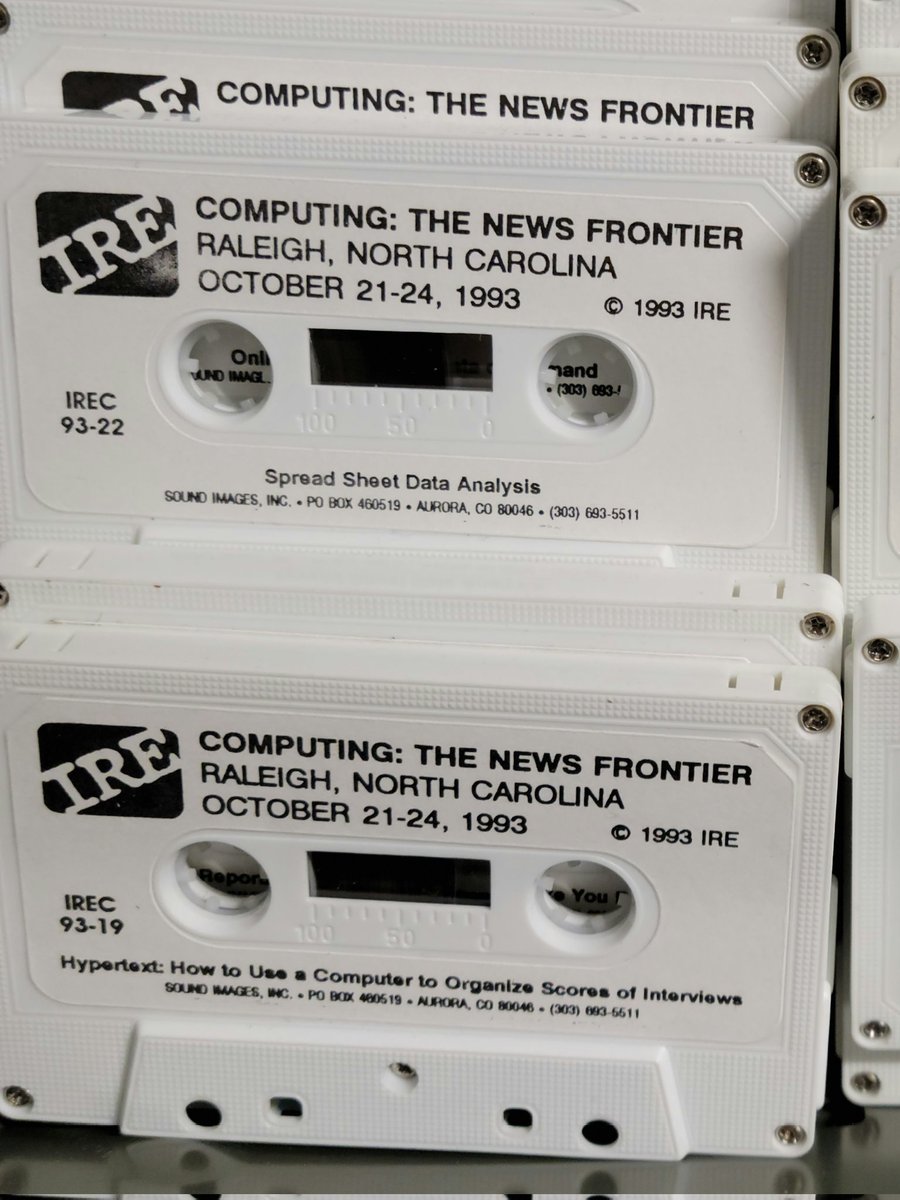 COMPUTING: THE NEWS FRONTIER
IRE
COMPUTING: THE NEWS FRONTIER
RALEIGH, NORTH CAROLINA
OCTOBER 21-24, 1993
© 1993 IRE
IREC
93-22
100 50 0
Spread Sheet Data Analysis
SOUND IMAGES, INC. • PO BOX 460519 • AURORA, CO 80046 • (303) 693-5511
IRE
COMPUTING: THE NEWS FRONTIER
RALEIGH, NORTH CAROLINA
OCTOBER 21-24, 1993
© 1993 IRE
IREC
93-19
You
100 50 0
Hypertext: How to Use a Computer to Organize Scores of Interviews
SOUND IMAGES, INC. • PO BOX 460519 • AURORA, CO 80046 • (303) 693-5511